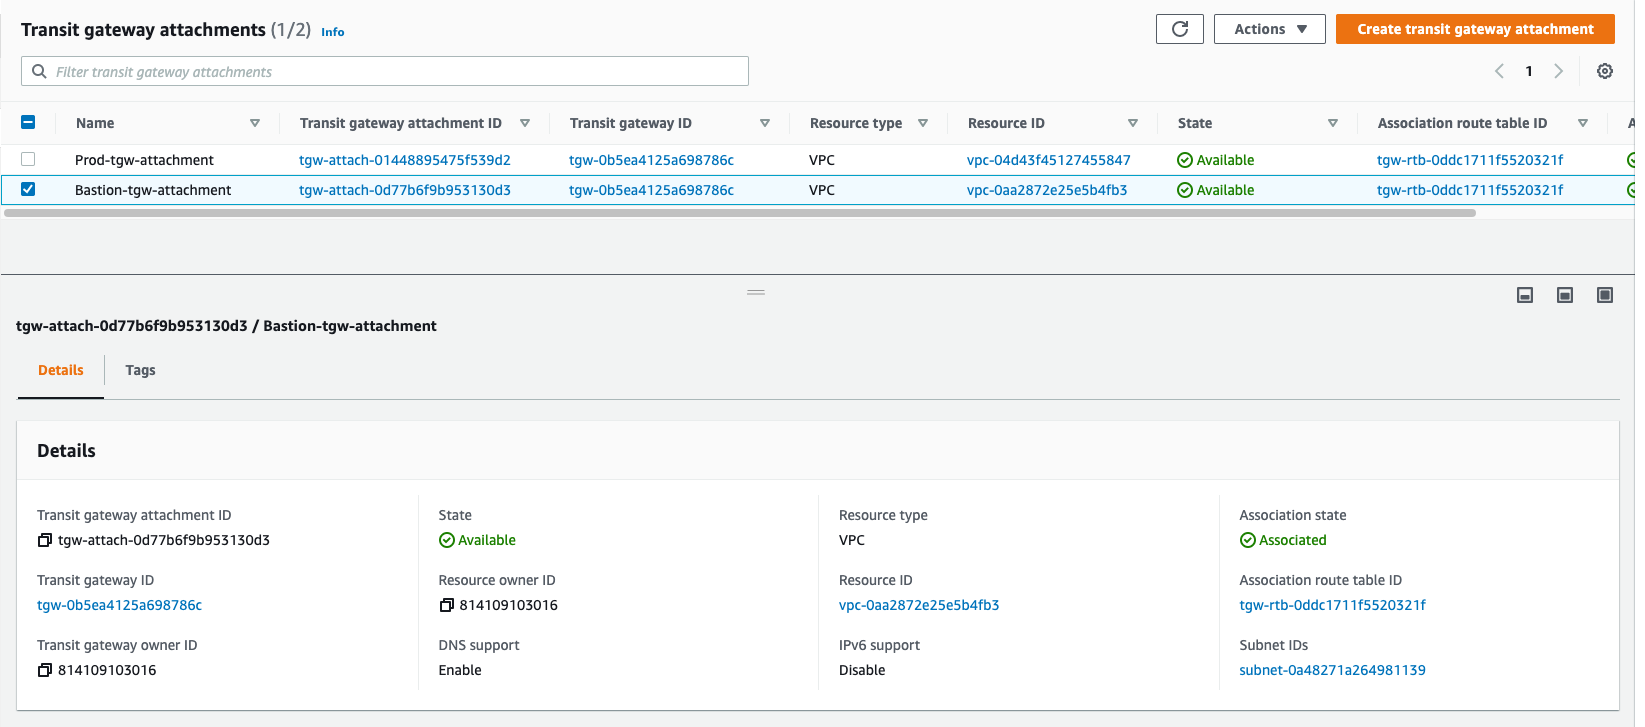 Transit gateway attachments (1/2) Info
Actions
Create transit gateway attachment
Filter transit gateway attachments
1
Name Transit gateway attachment ID Transit gateway ID Resource type Resource ID State Association route table ID A
Prod-tgw-attachment tgw-attach-01448895475f539d2 tgw-0b5ea4125a698786c VPC vpc-04d43f45127455847 Available tgw-rtb-0ddc1711f5520321f
Bastion-tgw-attachment tgw-attach-0d77b6f9b953130d3 tgw-0b5ea4125a698786c VPC vpc-0aa2872e25e5b4fb3 Available tgw-rtb-0ddc1711f5520321f
tgw-attach-0d77b6f9b953130d3 / Bastion-tgw-attachment
Details Tags
Details
Transit gateway attachment ID State Resource type Association state
tgw-attach-0d77b6f9b953130d3 Available VPC Associated
Transit gateway ID Resource owner ID Resource ID Association route table ID
tgw-0b5ea4125a698786c 814109103016 vpc-0aa2872e25e5b4fb3 tgw-rtb-0ddc1711f5520321f
Transit gateway owner ID DNS support IPv6 support Subnet IDs
814109103016 Enable Disable subnet-0a48271a264981139